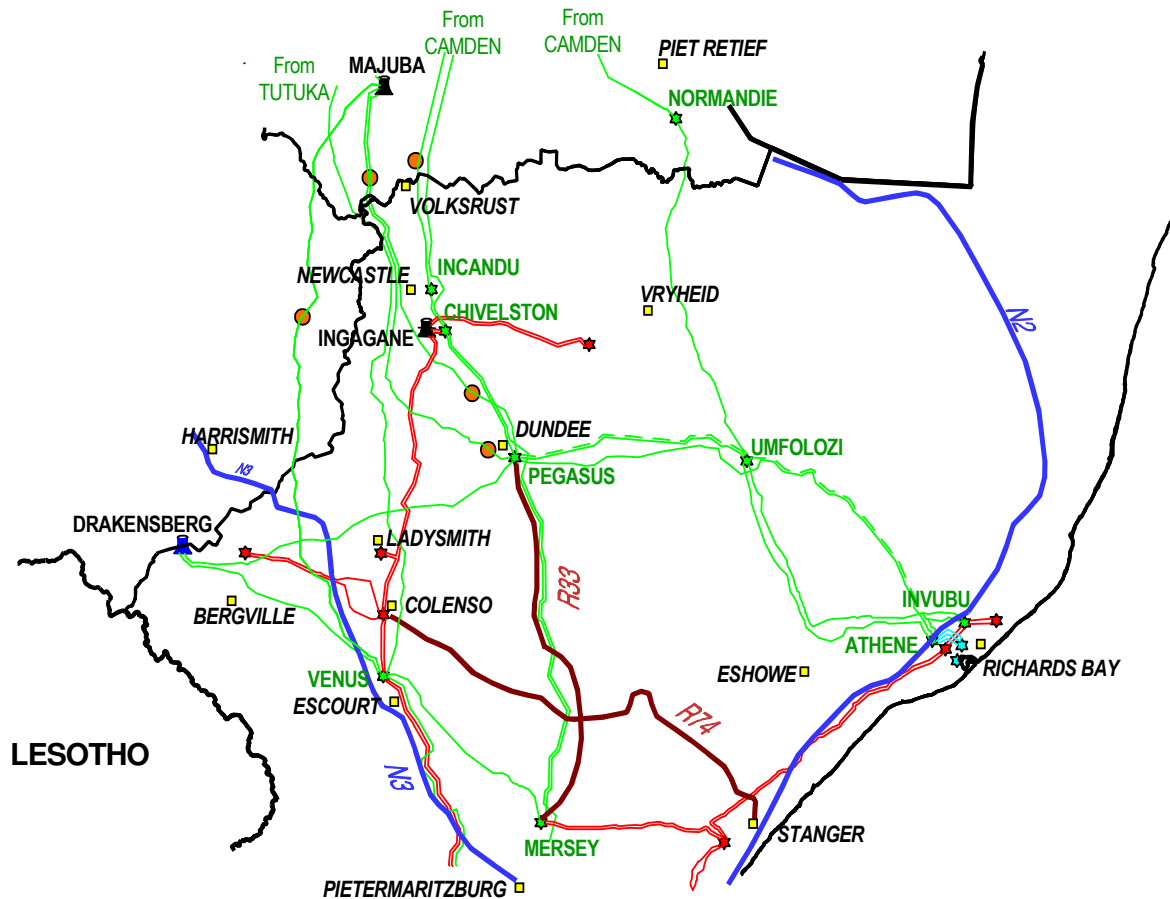 From
CAMDEN
From
CAMDEN
PIET RETIEF
From
TUTUKA
MAJUBA
NORMANDIE
VOLKSRUST
INCANDU
NEWCASTLE
CHIVELSTON
VRYHEID
N2
INGAGANE
HARRISMITH
DUNDEE
N3
UMFOLOZI
PEGASUS
DRAKENSBERG
LADYSMITH
R33
BERGVILLE
COLENSO
INVUBU
ATHENE
RICHARDS BAY
VENUS
ESHOWE
ESCOURT
R74
LESOTHO
N3
STANGER
MERSEY
PIETERMARITZBURG